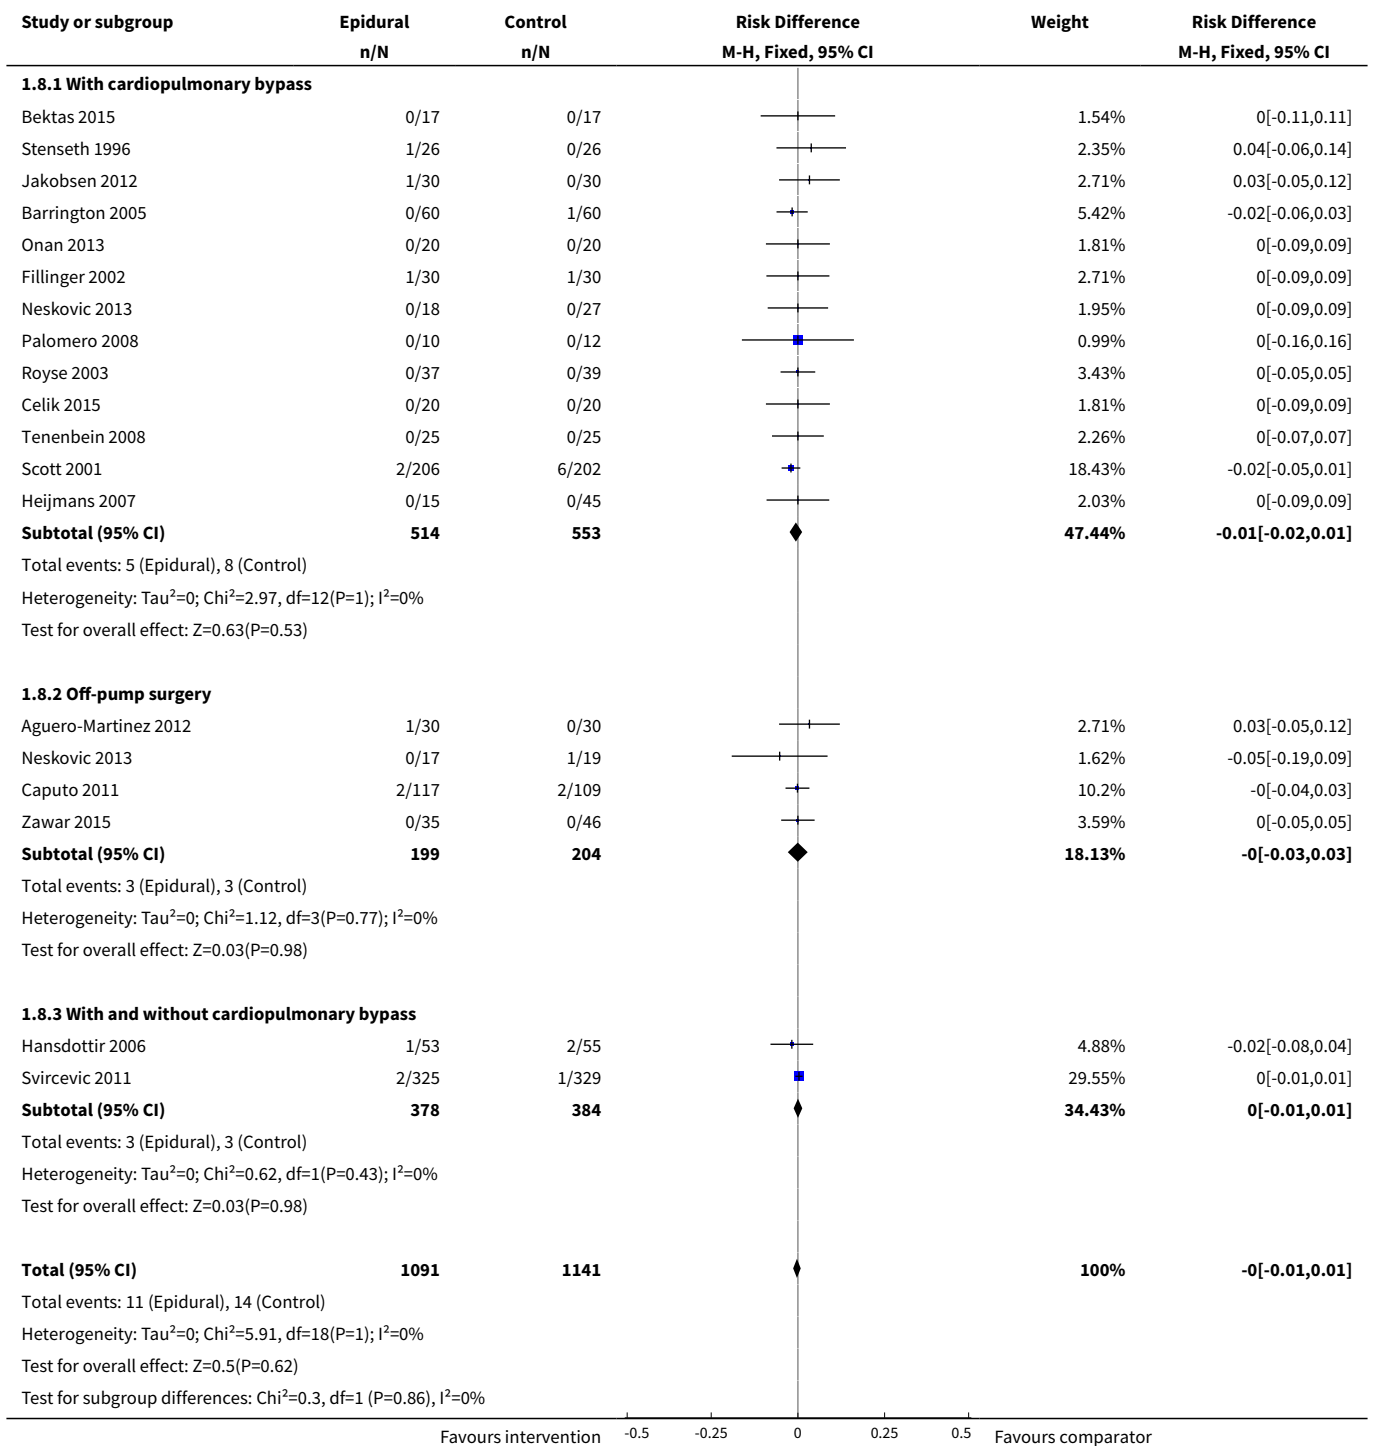 Study or subgroup Epidural Control Risk Difference Weight Risk Difference
n/N n/N M-H, Fixed, 95% CI M-H, Fixed, 95% CI
1.8.1 With cardiopulmonary bypass
Bektas 2015 0/17 0/17 1.54% 0[-0.11,0.11]
Stenseth 1996 1/26 0/26 2.35% 0.04[-0.06,0.14]
Jakobsen 2012 1/30 0/30 2.71% 0.03[-0.05,0.12]
Barrington 2005 0/60 1/60 5.42% -0.02[-0.06,0.03]
Onan 2013 0/20 0/20 1.81% 0[-0.09,0.09]
Fillinger 2002 1/30 1/30 2.71% 0[-0.09,0.09]
Neskovic 2013 0/18 0/27 1.95% 0[-0.09,0.09]
Palomero 2008 0/10 0/12 0.99% 0[-0.16,0.16]
Royse 2003 0/37 0/39 3.43% 0[-0.05,0.05]
Celik 2015 0/20 0/20 1.81% 0[-0.09,0.09]
Tenenbein 2008 0/25 0/25 2.26% 0[-0.07,0.07]
Scott 2001 2/206 6/202 18.43% -0.02[-0.05,0.01]
Heijmans 2007 0/15 0/45 2.03% 0[-0.09,0.09]
Subtotal (95% CI) 514 553 47.44% -0.01[-0.02,0.01]
Total events: 5 (Epidural), 8 (Control)
Heterogeneity: Tau²=0; Chi²=2.97, df=12(P=1); I²=0%
Test for overall effect: Z=0.63(P=0.53)
1.8.2 Off-pump surgery
Aguero-Martinez 2012 1/30 0/30 2.71% 0.03[-0.05,0.12]
Neskovic 2013 0/17 1/19 1.62% -0.05[-0.19,0.09]
Caputo 2011 2/117 2/109 10.2% -0[-0.04,0.03]
Zawar 2015 0/35 0/46 3.59% 0[-0.05,0.05]
Subtotal (95% CI) 199 204 18.13% -0[-0.03,0.03]
Total events: 3 (Epidural), 3 (Control)
Heterogeneity: Tau²=0; Chi²=1.12, df=3(P=0.77); I²=0%
Test for overall effect: Z=0.03(P=0.98)
1.8.3 With and without cardiopulmonary bypass
Hansdottir 2006 1/53 2/55 4.88% -0.02[-0.08,0.04]
Svircevic 2011 2/325 1/329 29.55% 0[-0.01,0.01]
Subtotal (95% CI) 378 384 34.43% 0[-0.01,0.01]
Total events: 3 (Epidural), 3 (Control)
Heterogeneity: Tau²=0; Chi²=0.62, df=1(P=0.43); I²=0%
Test for overall effect: Z=0.03(P=0.98)
Total (95% CI) 1091 1141 100% -0[-0.01,0.01]
Total events: 11 (Epidural), 14 (Control)
Heterogeneity: Tau²=0; Chi²=5.91, df=18(P=1); I²=0%
Test for overall effect: Z=0.5(P=0.62)
Test for subgroup differences: Chi²=0.3, df=1 (P=0.86), I²=0%
Favours intervention -0.5 -0.25 0 0.25 0.5 Favours comparator